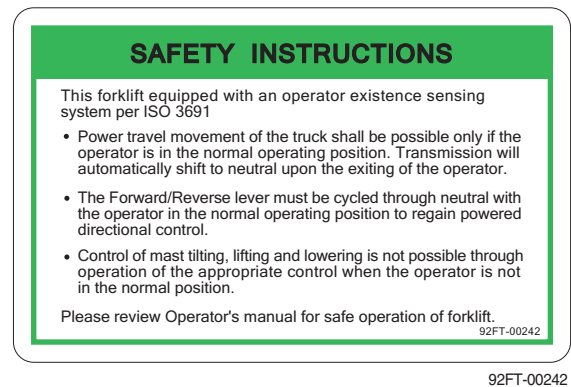 SAFETY INSTRUCTIONS
This forklift equipped with an operator existence sensing
system per ISO 3691
• Power travel movement of the truck shall be possible only if the
operator is in the normal operating position. Transmission will
automatically shift to neutral upon the exiting of the operator.
• The Forward/Reverse lever must be cycled through neutral with
the operator in the normal operating position to regain powered
directional control.
• Control of mast tilting, lifting and lowering is not possible through
operation of the appropriate control when the operator is not
in the normal position.
Please review Operator's manual for safe operation of forklift.
92FT-00242
92FT-00242